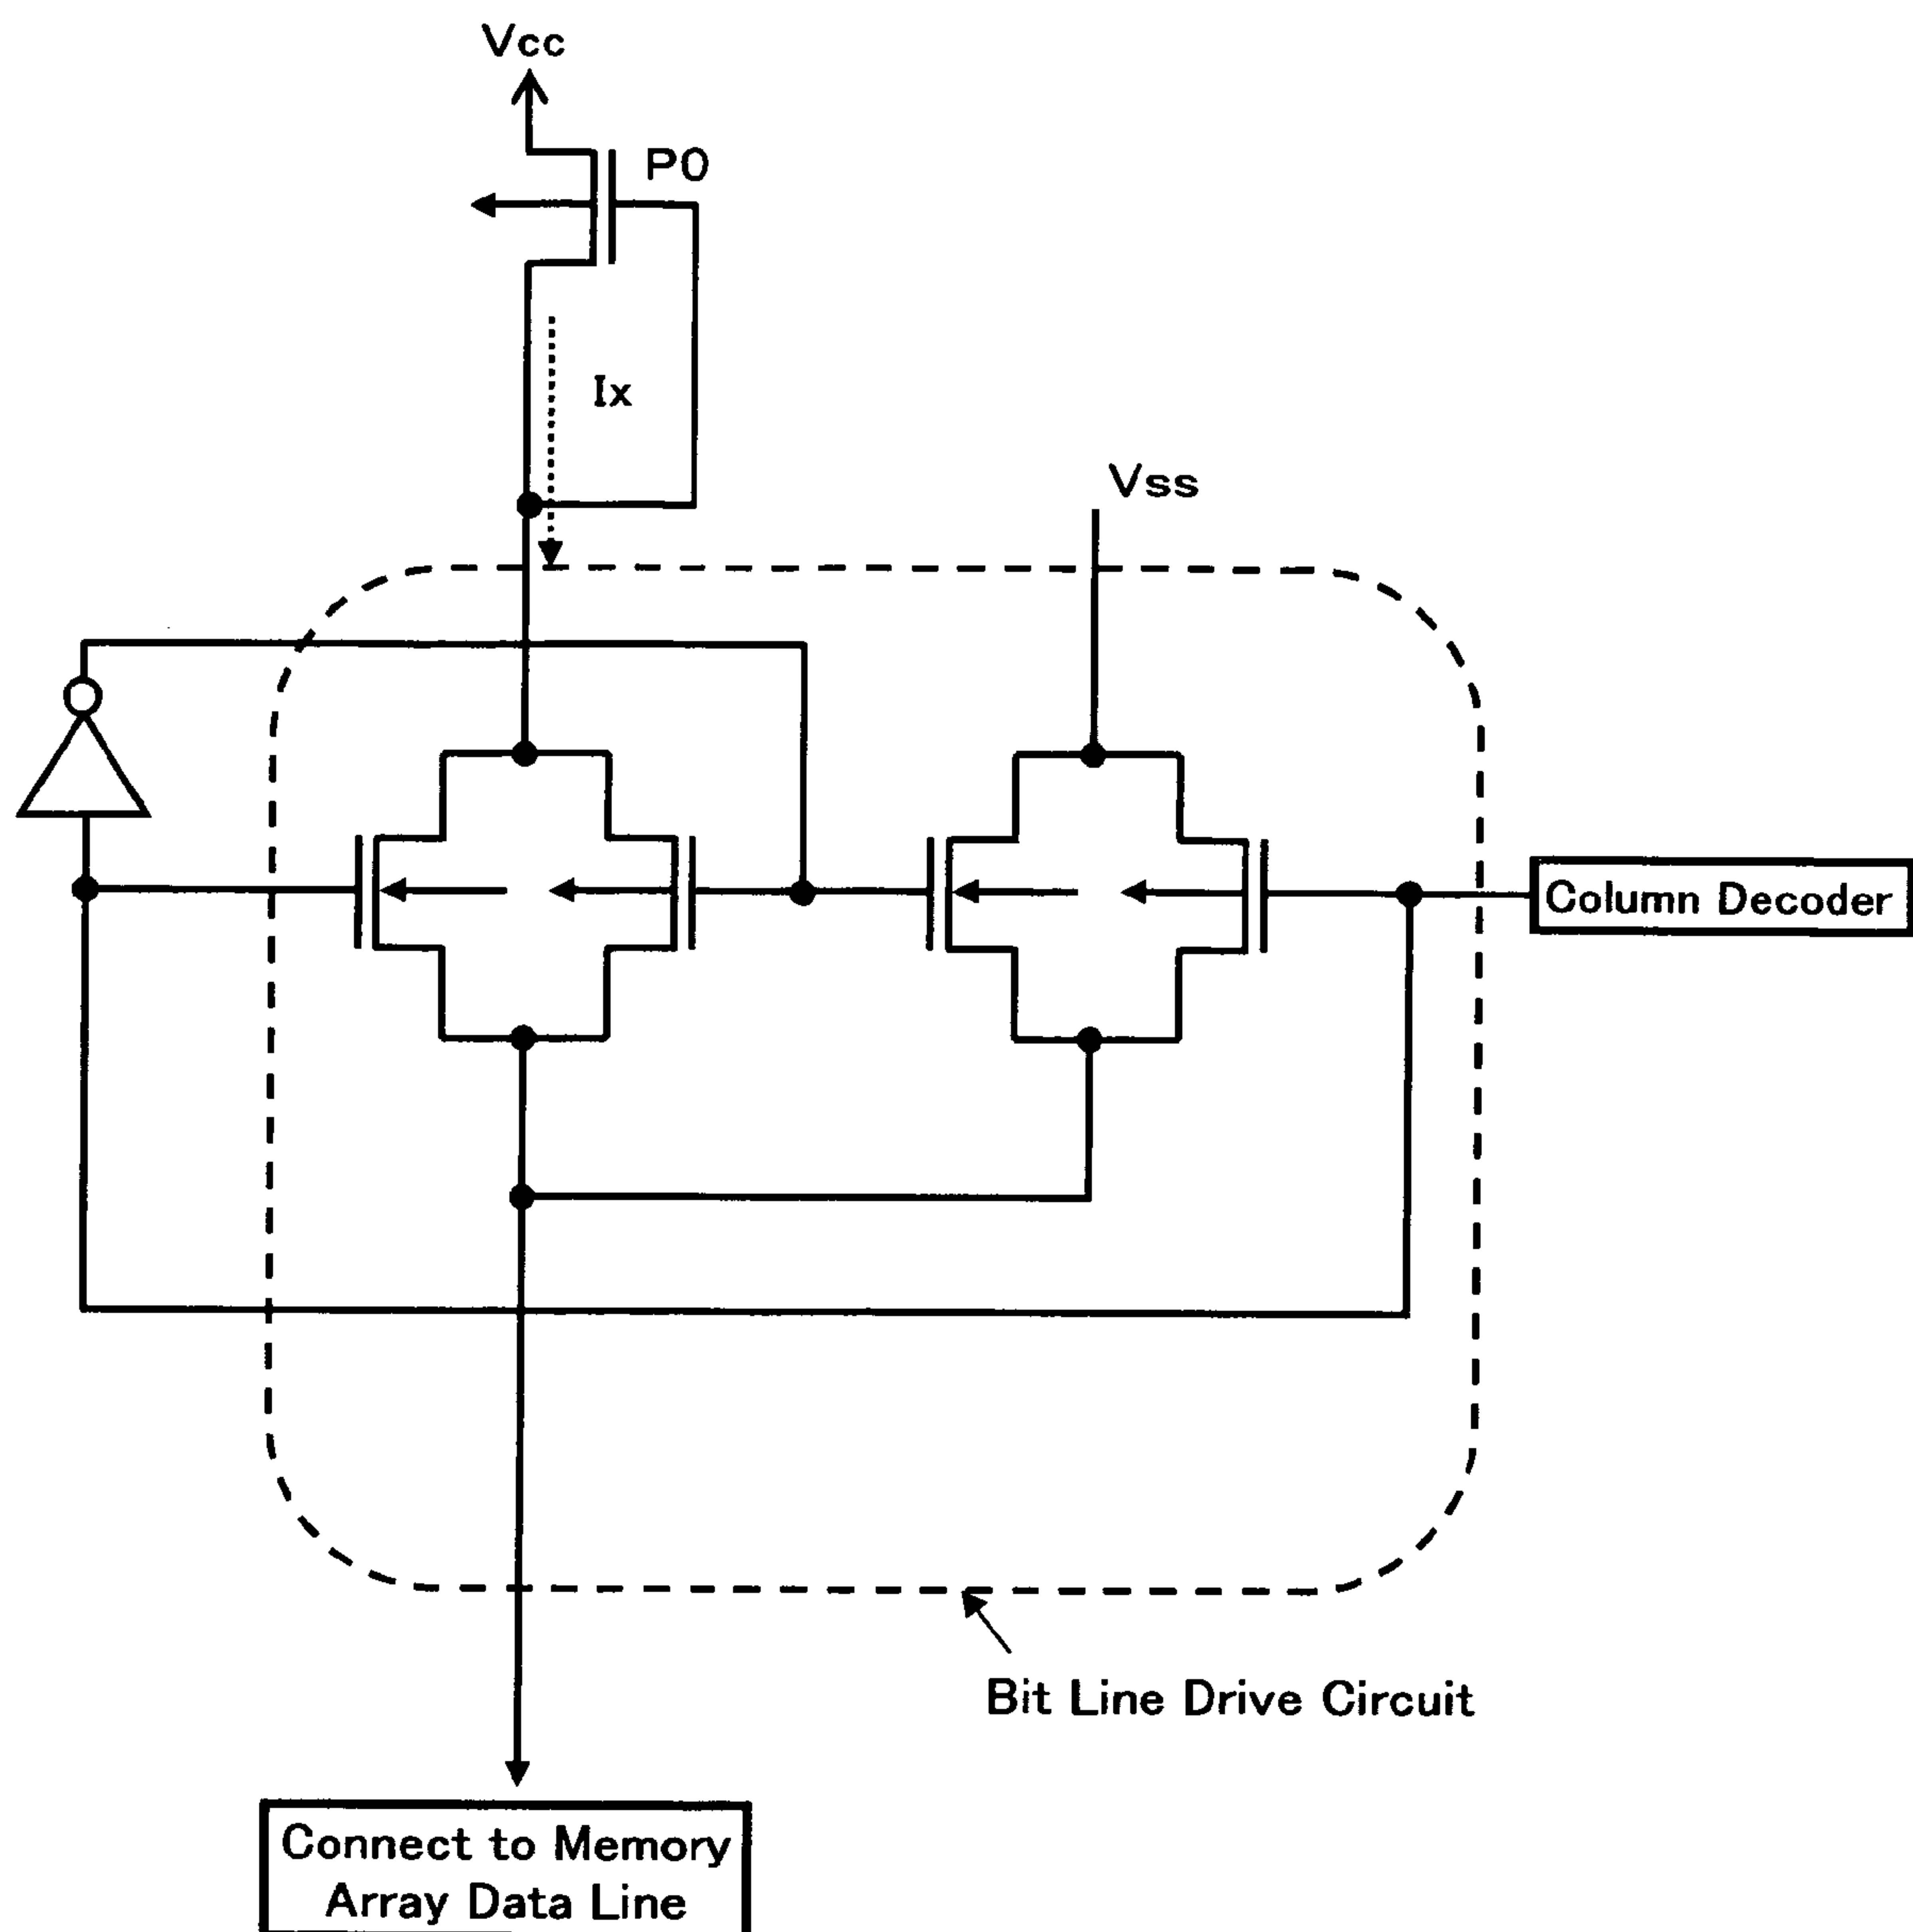 Vcc
P0
Ix
Vss
Column Decoder
Bit Line Drive Circuit
Connect to Memory
Array Data Line